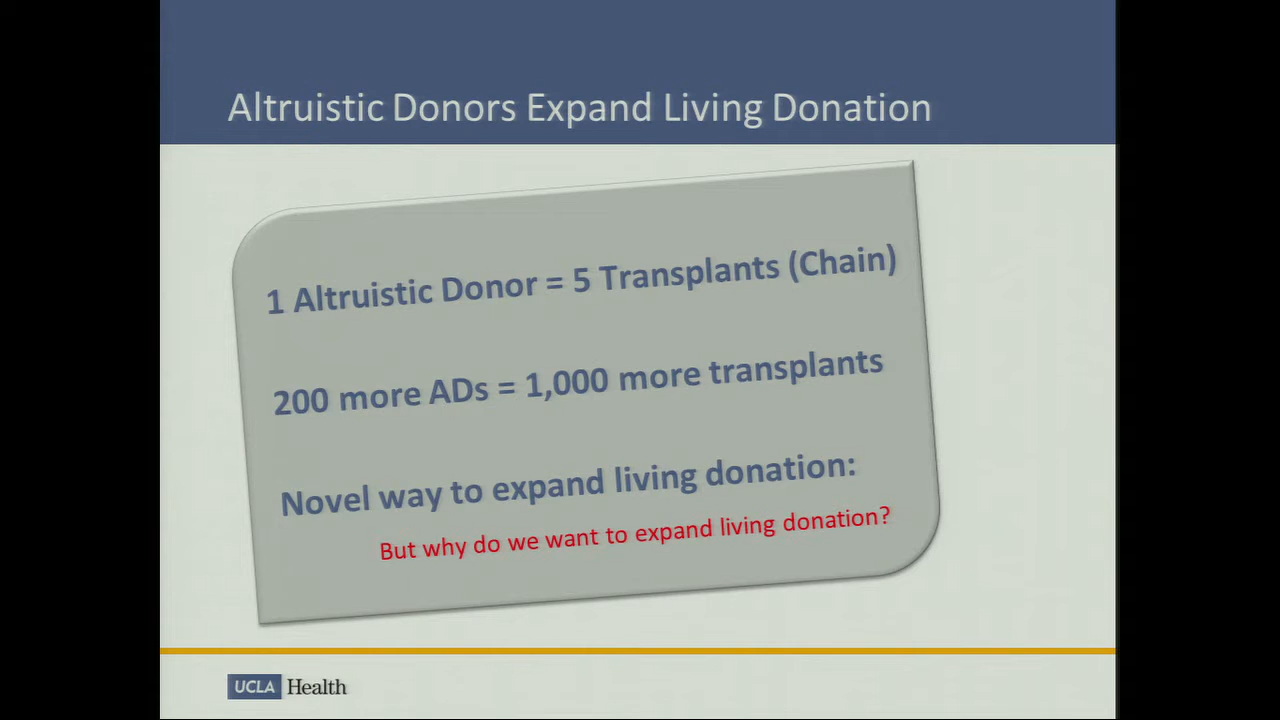 Altruistic Donors Expand Living Donation
1 Altruistic Donor = 5 Transplants (Chain)
200 more ADs = 1,000 more transplants
Novel way to expand living donation:
But why do we want to expand living donation?
UCLA Health